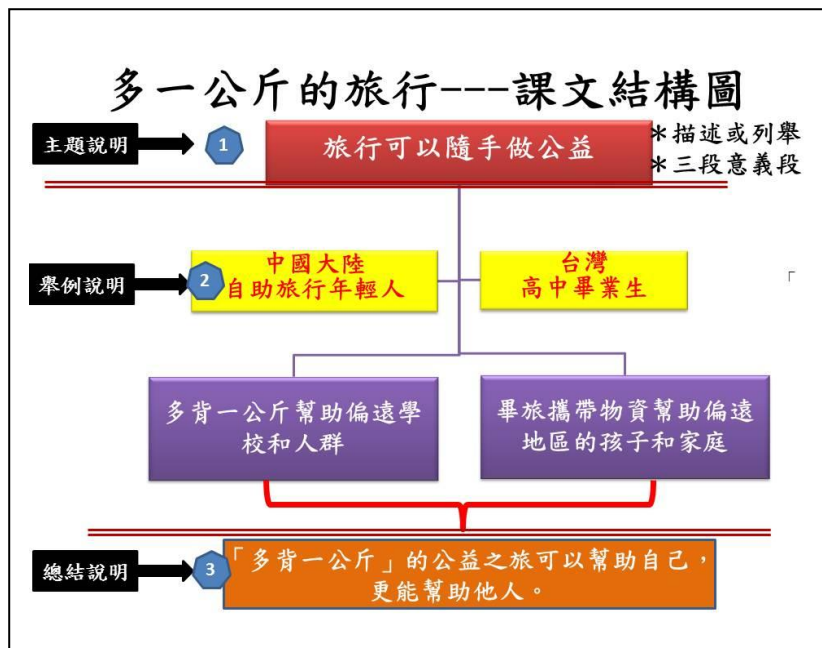 多一公斤的旅行---課文結構圖
主題說明
1
旅行可以隨手做公益
＊描述或列舉
＊三段意義段
舉例說明
2
中國大陸
自助旅行年輕人
台灣
高中畢業生
「
多背一公斤幫助偏遠學
校和人群
畢旅攜帶物資幫助偏遠
地區的孩子和家庭
總結說明
3
「多背一公斤」的公益之旅可以幫助自己，
更能幫助他人。